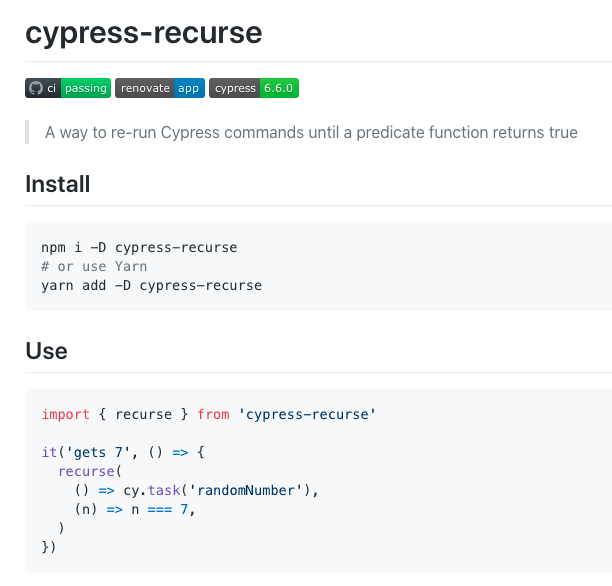 cypress-recurse
ci passing renovate app cypress 6.6.0
A way to re-run Cypress commands until a predicate function returns true
Install
npm i -D cypress-recurse
# or use Yarn
yarn add -D cypress-recurse
Use
import { recurse } from 'cypress-recurse'
it('gets 7', () => {
  recurse(
    () => cy.task('randomNumber'),
    (n) => n === 7,
  )
})